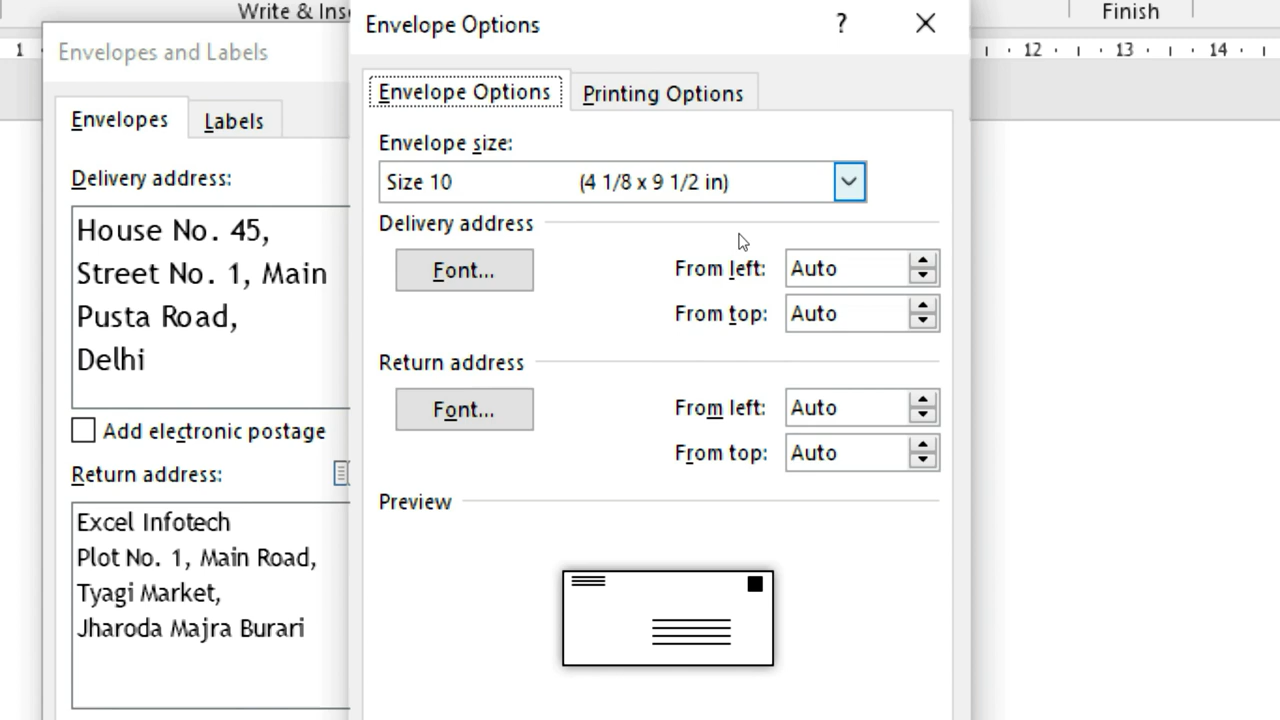 Write & Ins
Finish
1
12
13
14
Envelopes and Labels
Envelopes
Labels
Delivery address:
House No. 45,
Street No. 1, Main
Pusta Road,
Delhi
Add electronic postage
Return address:
Excel Infotech
Plot No. 1, Main Road,
Tyagi Market,
Jharoda Majra Burari
Envelope Options
?
Envelope Options
Printing Options
Envelope size:
Size 10 (4 1/8 x 9 1/2 in)
Delivery address
Font...
From left: Auto
From top: Auto
Return address
Font...
From left: Auto
From top: Auto
Preview